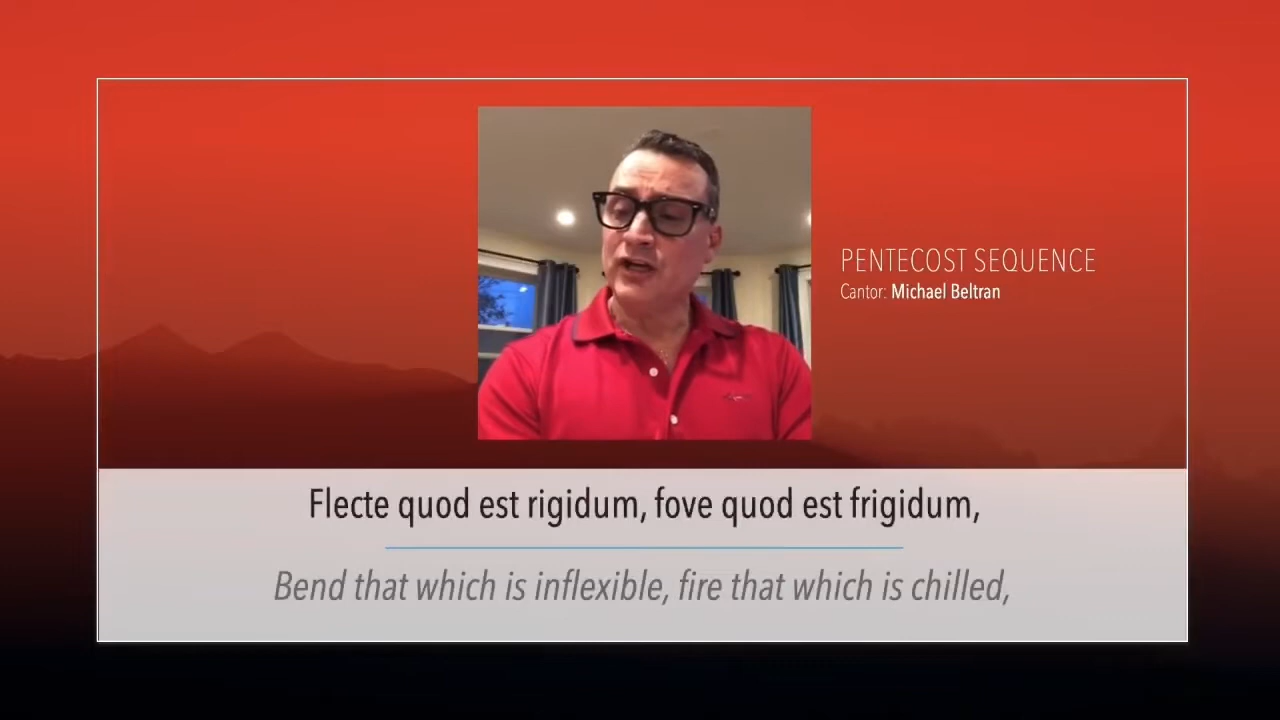 PENTECOST SEQUENCE
Cantor: Michael Beltran
Flecte quod est rigidum, fove quod est frigidum,
Bend that which is inflexible, fire that which is chilled,